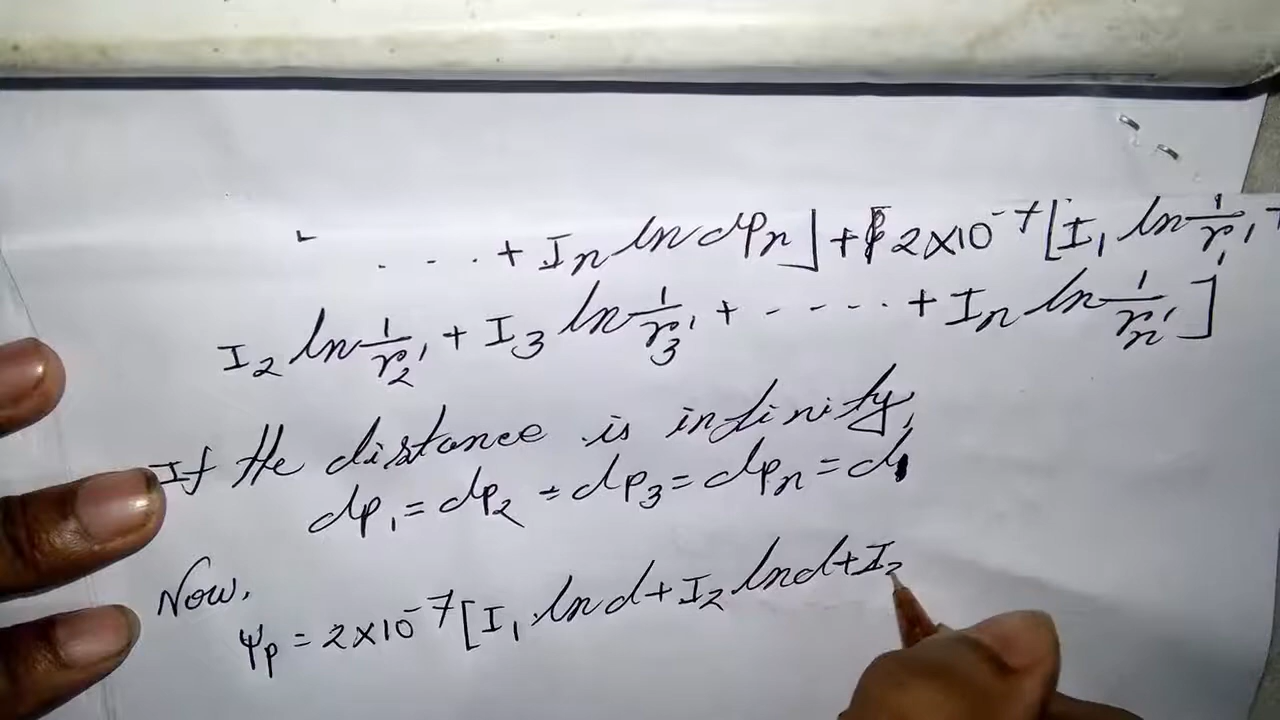 . . . . + In ln dpn] + 2×10⁻⁷ [I₁ ln 1/r₁' +
I₂ ln 1/r₂' + I₃ ln 1/r₃' + - - - - . + In ln 1/rn']
If the distance is infinity,
dp₁ = dp₂ = dp₃ = dpn = d
Now,
ψp = 2×10⁻⁷ [I₁ ln d + I₂ ln d + I₃